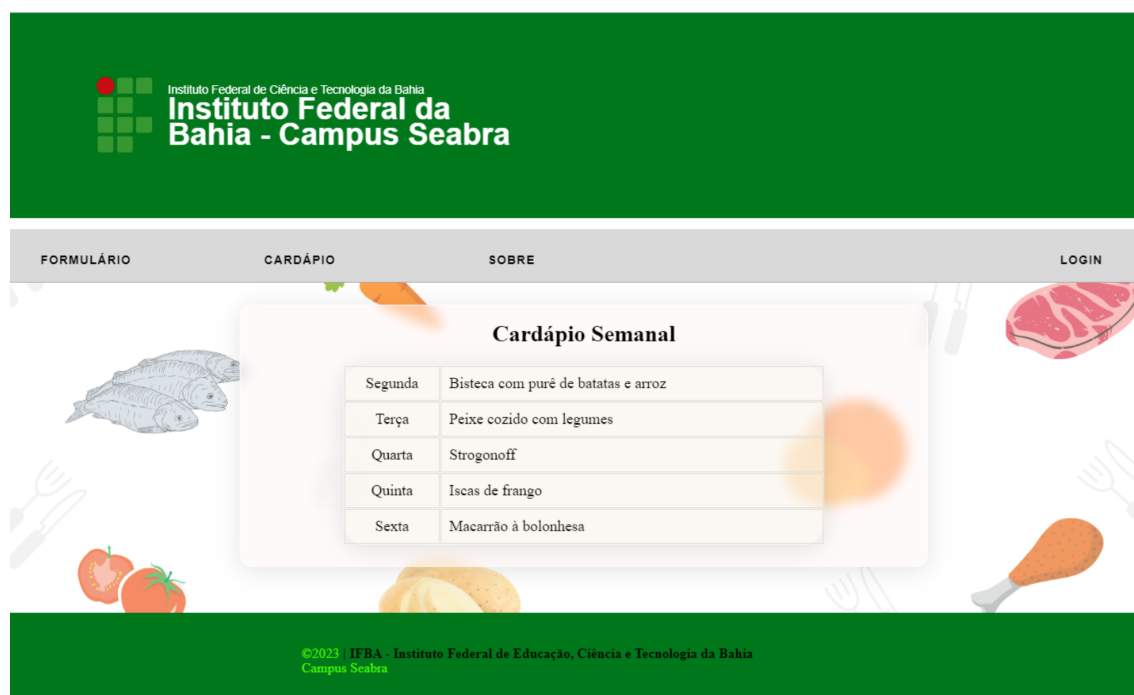 Instituto Federal de Ciência e Tecnologia da Bahia
Instituto Federal da
Bahia - Campus Seabra
FORMULÁRIO CARDÁPIO SOBRE LOGIN
Cardápio Semanal
Segunda Bisteca com purê de batatas e arroz
Terça Peixe cozido com legumes
Quarta Strogonoff
Quinta Iscas de frango
Sexta Macarrão à bolonhesa
©2023 | IFBA - Instituto Federal de Educação, Ciência e Tecnologia da Bahia
Campus Seabra